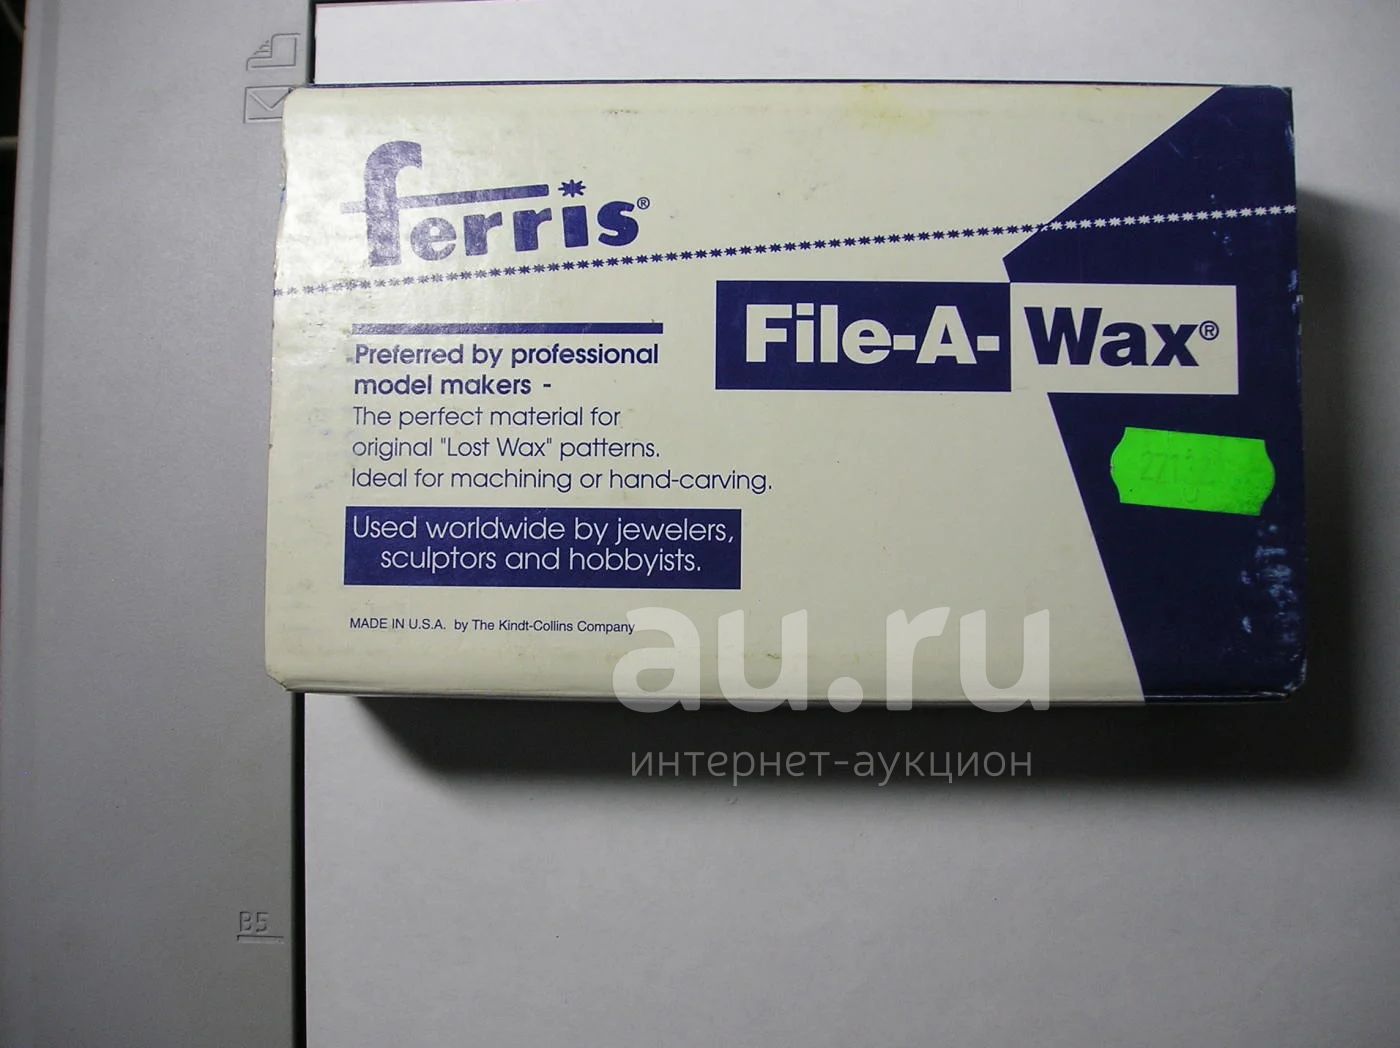 ferris®
File-A-Wax®
Preferred by professional
model makers -
The perfect material for
original "Lost Wax" patterns.
Ideal for machining or hand-carving.
Used worldwide by jewelers,
sculptors and hobbyists.
MADE IN U.S.A. by The Kindt-Collins Company
au.ru
интернет-аукцион
B5